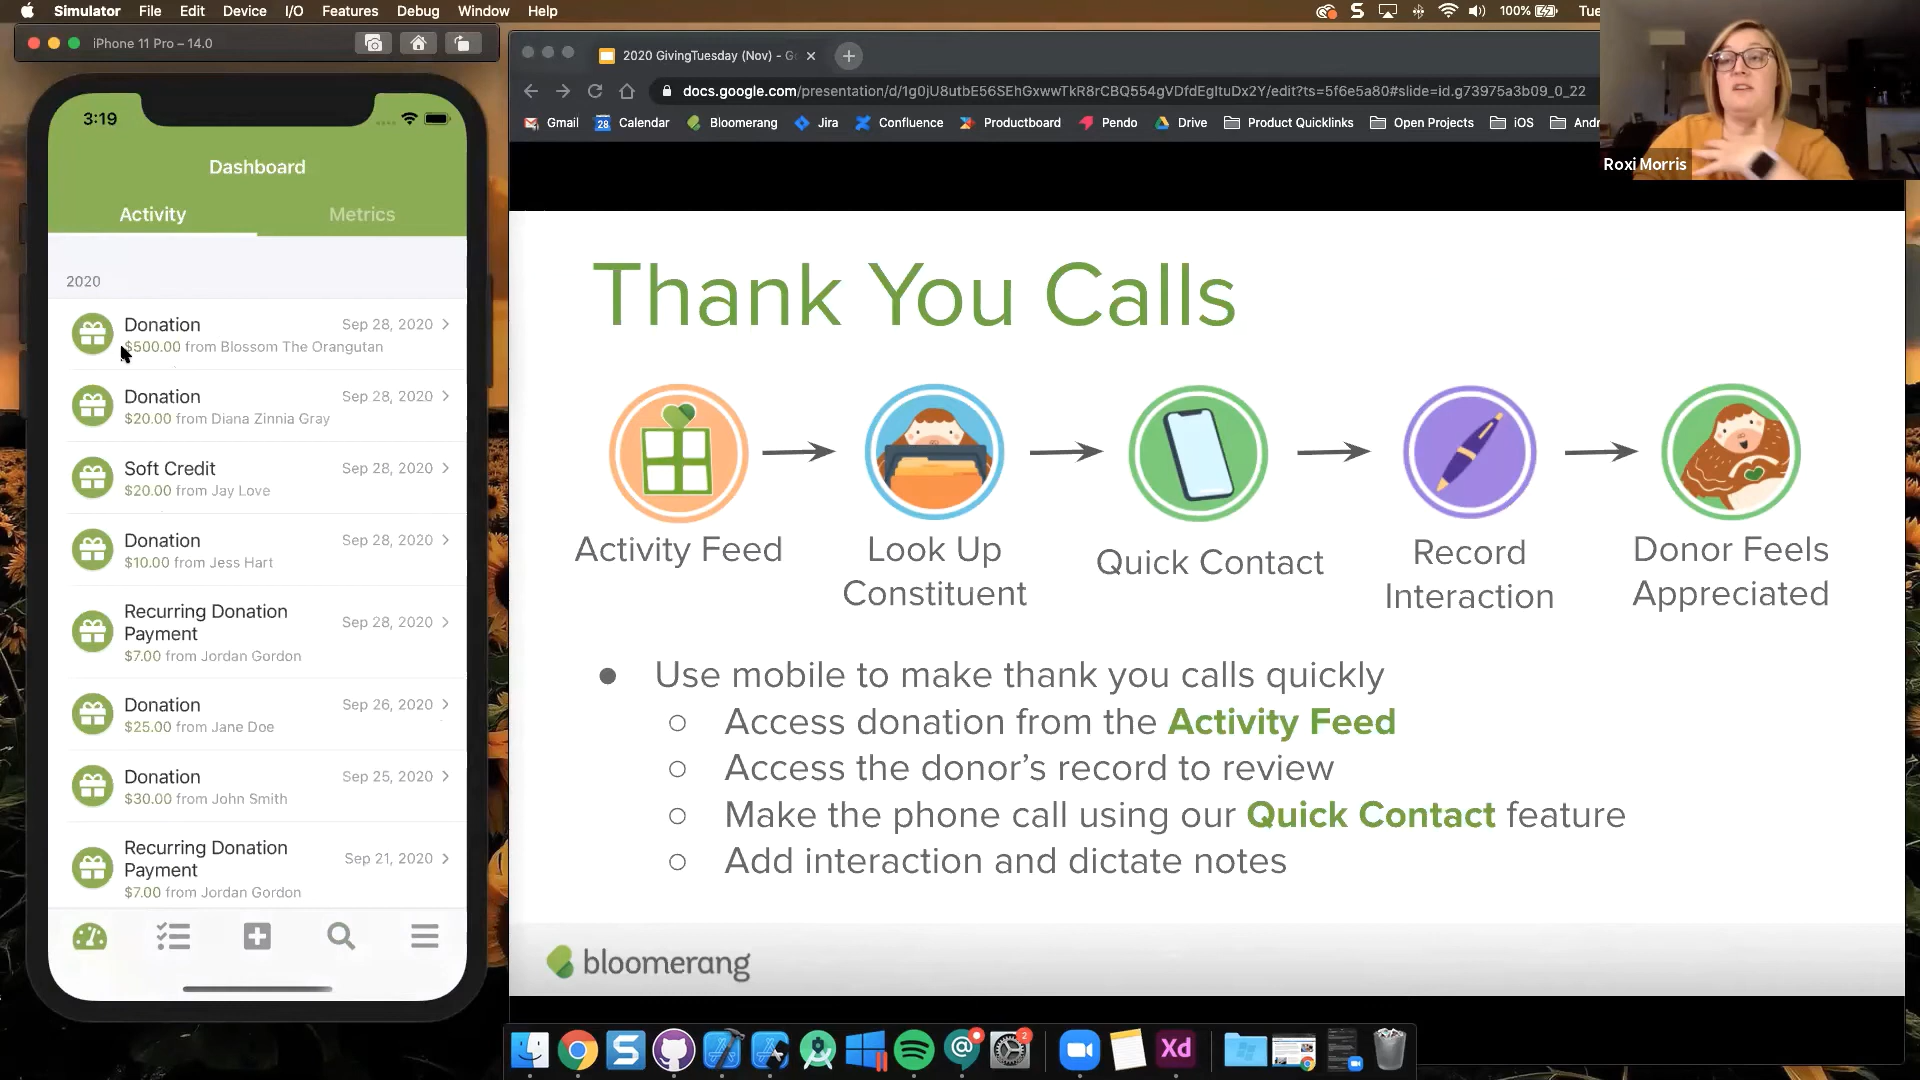 Simulator File Edit Device I/O Features Debug Window Help
100% Tue
iPhone 11 Pro – 14.0
3:19
Dashboard
Activity Metrics
2020
Donation Sep 28, 2020
$500.00 from Blossom The Orangutan
Donation Sep 28, 2020
$20.00 from Diana Zinnia Gray
Soft Credit Sep 28, 2020
$20.00 from Jay Love
Donation Sep 28, 2020
$10.00 from Jess Hart
Recurring Donation
Payment Sep 28, 2020
$7.00 from Jordan Gordon
Donation Sep 26, 2020
$25.00 from Jane Doe
Donation Sep 25, 2020
$30.00 from John Smith
Recurring Donation
Payment Sep 21, 2020
$7.00 from Jordan Gordon
2020 GivingTuesday (Nov) - G
docs.google.com/presentation/d/1g0jU8utbE56SEhGxwwTkR8rCBQ554gVDfdEgItuDx2Y/edit?ts=5f6e5a80#slide=id.g73975a3b09_0_22
Gmail 28 Calendar Bloomerang Jira Confluence Productboard Pendo Drive Product Quicklinks Open Projects iOS Andr
Roxi Morris
Thank You Calls
Activity Feed
Look Up
Constituent
Quick Contact
Record
Interaction
Donor Feels
Appreciated
● Use mobile to make thank you calls quickly
○ Access donation from the Activity Feed
○ Access the donor's record to review
○ Make the phone call using our Quick Contact feature
○ Add interaction and dictate notes
bloomerang
S @ 2 Xd